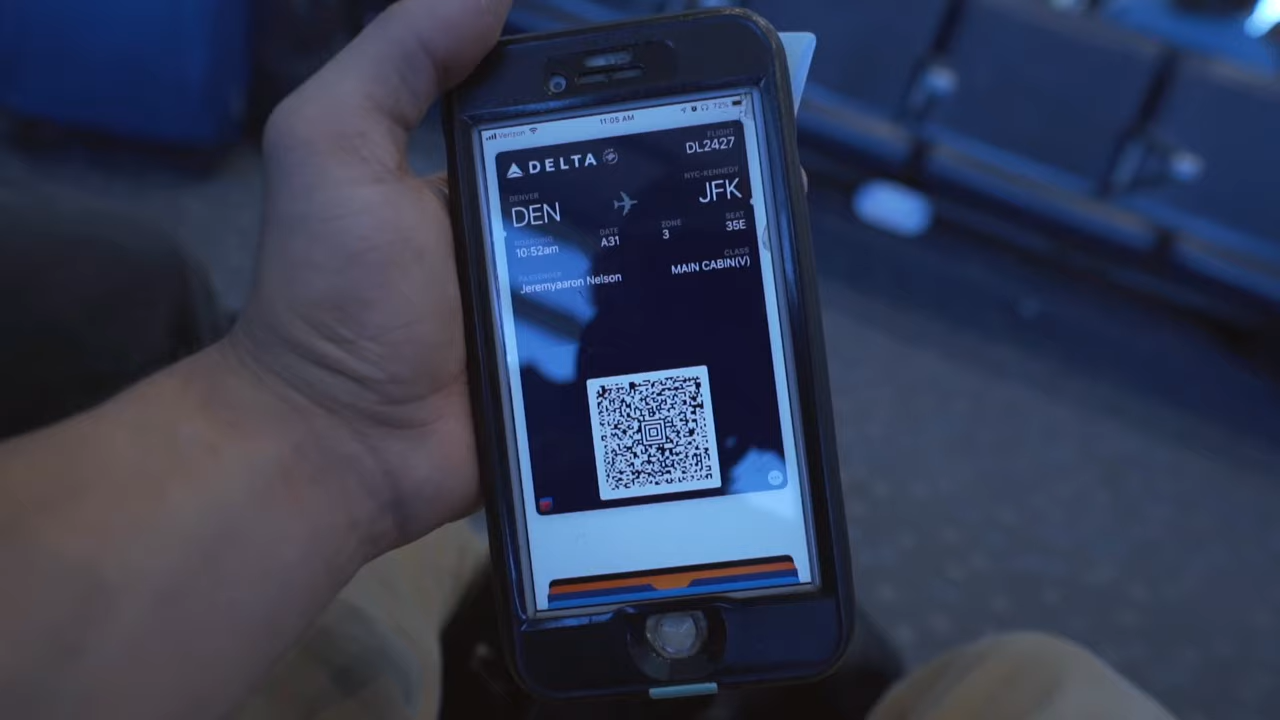 Verizon 11:05 AM 72%
DELTA
FLIGHT
DL2427
DENVER NYC-KENNEDY
DEN JFK
BOARDING GATE ZONE SEAT
10:52am A31 3 35E
PASSENGER CLASS
Jeremyaaron Nelson MAIN CABIN(V)